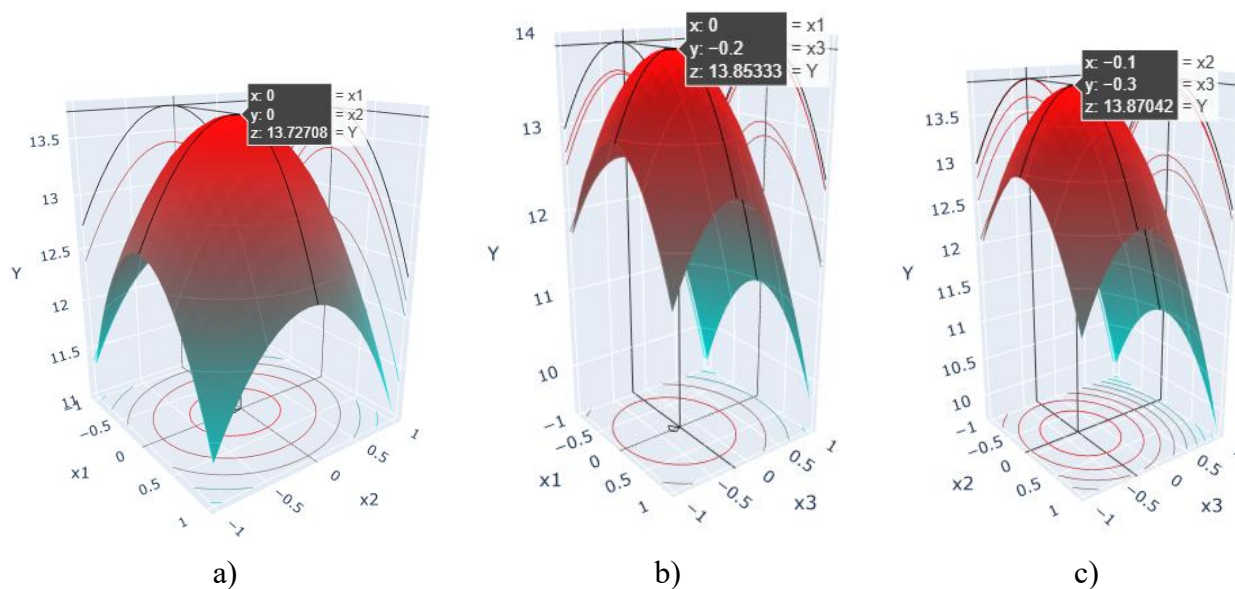 x: 0 = x1
y: 0 = x2
z: 13.72708 = Y
13.5
13
12.5
12
11.5
11
Y
−1
−0.5
0
0.5
1
x1
−1
−0.5
0
0.5
1
x2
a)
x: 0 = x1
y: −0.2 = x3
z: 13.85333 = Y
14
13
12
11
10
Y
−1
−0.5
0
0.5
1
x1
−1
−0.5
0
0.5
1
x3
b)
x: −0.1 = x2
y: −0.3 = x3
z: 13.87042 = Y
13.5
13
12.5
12
11.5
11
10.5
10
Y
−1
−0.5
0
0.5
1
x2
−1
−0.5
0
0.5
1
x3
c)